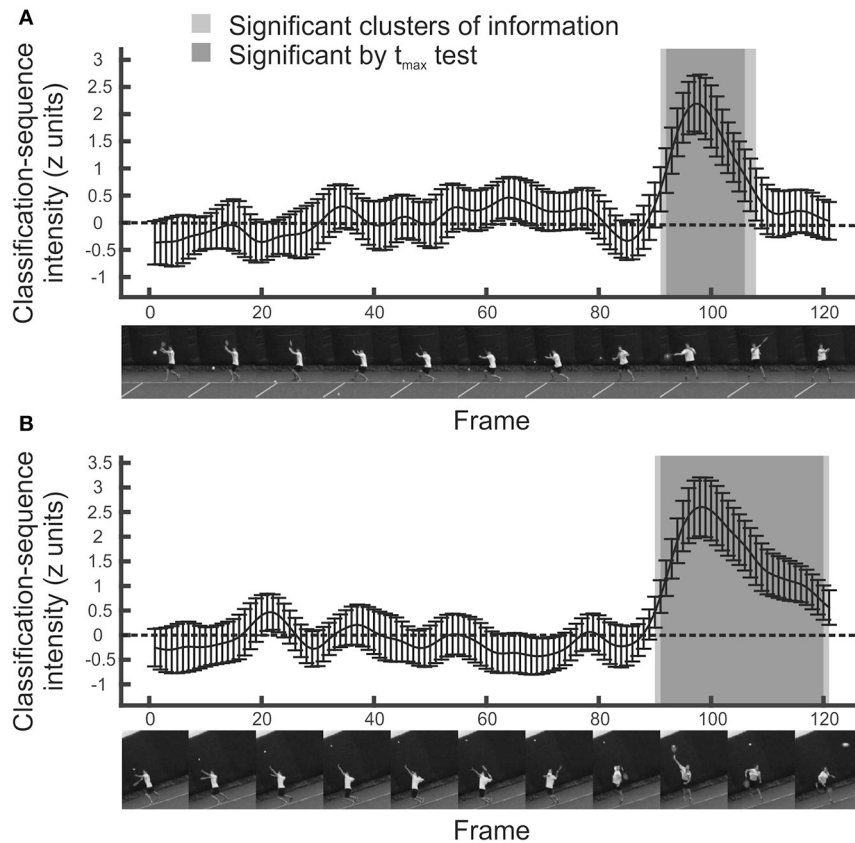 A
Significant clusters of information
Significant by tmax test
Classification-sequence
intensity (z units)
3
2.5
2
1.5
1
0.5
0
-0.5
-1
0 20 40 60 80 100 120
Frame
B
Classification-sequence
intensity (z units)
3.5
3
2.5
2
1.5
1
0.5
0
-0.5
-1
0 20 40 60 80 100 120
Frame